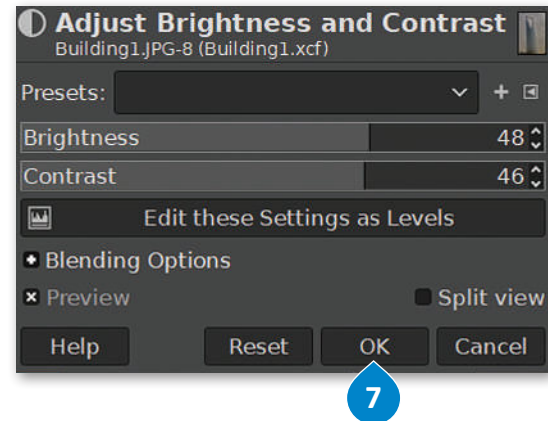 Adjust Brightness and Contrast
Building1.JPG-8 (Building1.xcf)
Presets:
Brightness 48
Contrast 46
Edit these Settings as Levels
Blending Options
Preview Split view
Help Reset OK Cancel
7